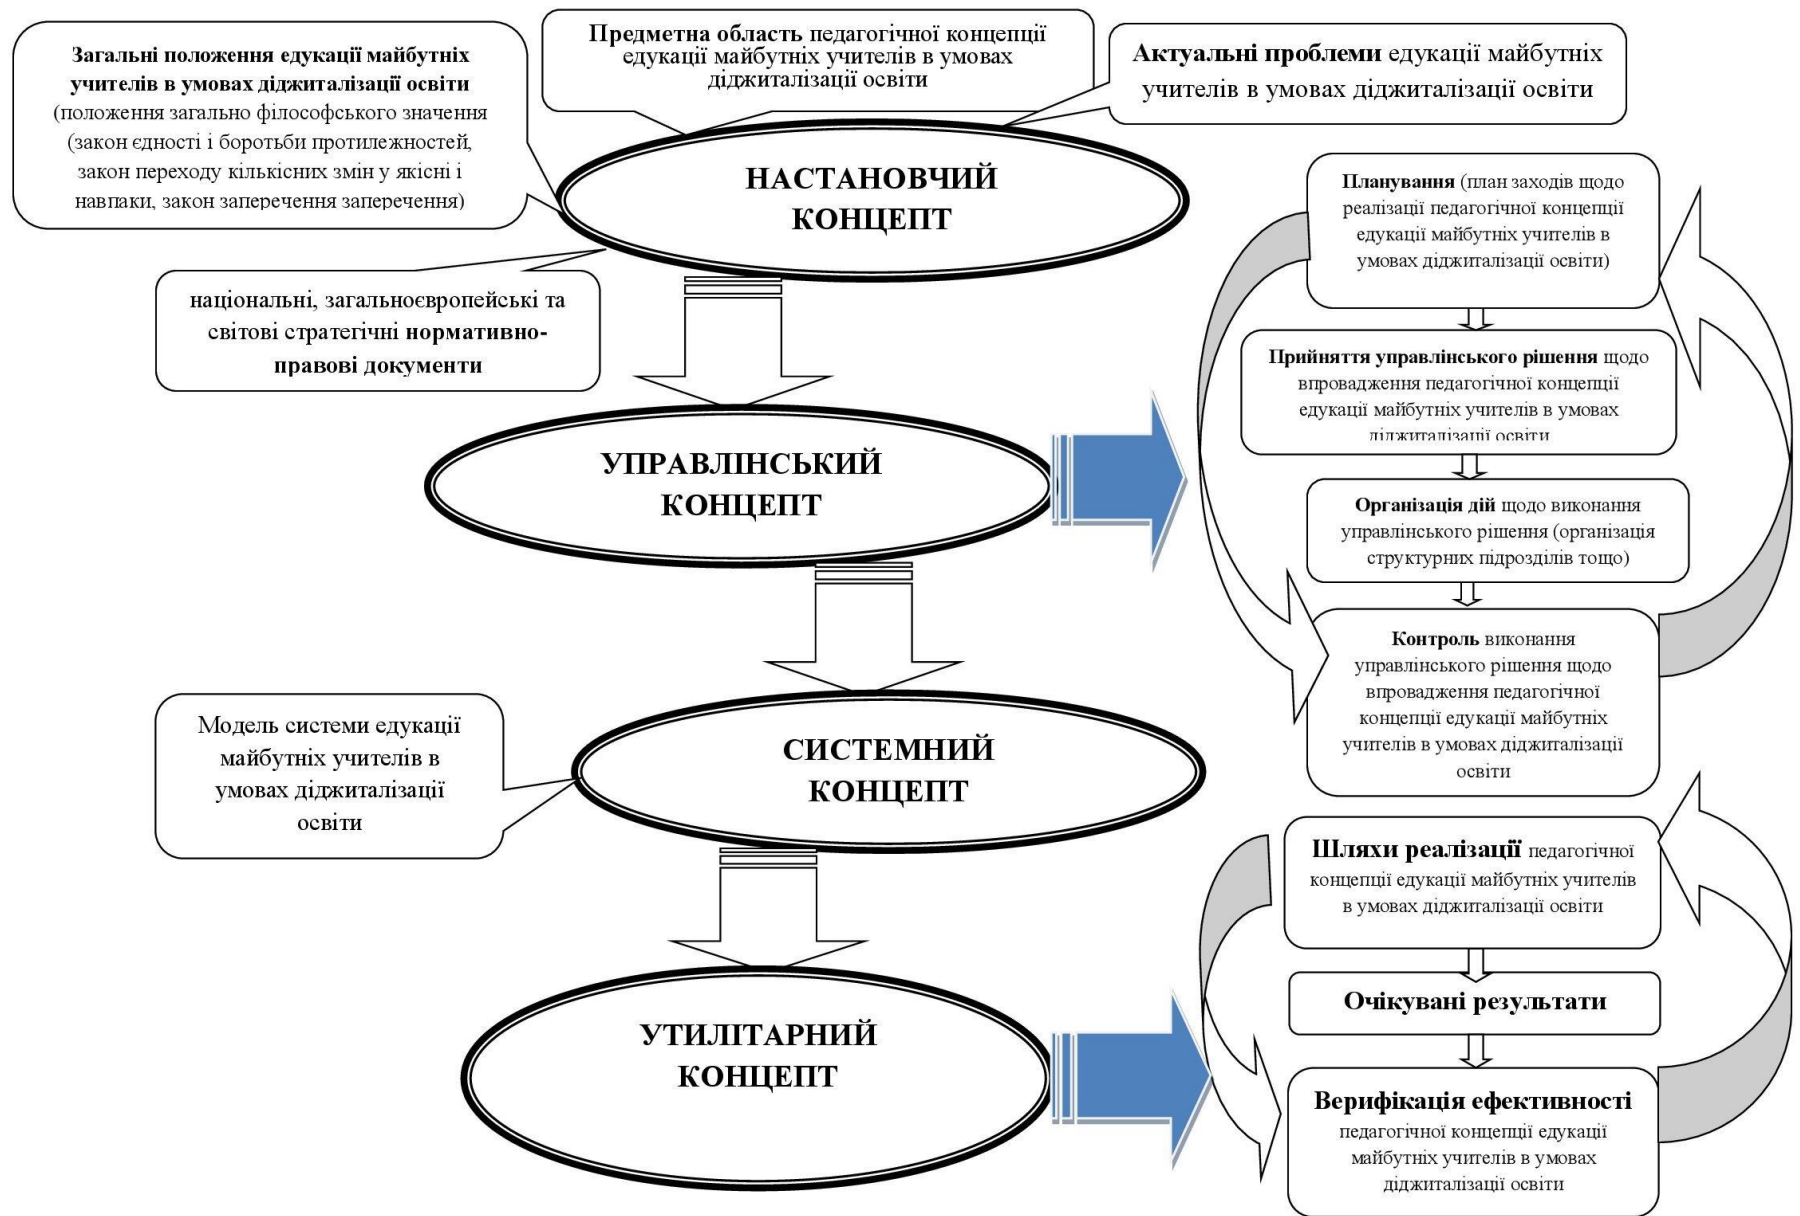 Загальні положення едукації майбутніх
учителів в умовах діджиталізації освіти
(положення загально філософського значення
(закон єдності і боротьби протилежностей,
закон переходу кількісних змін у якісні і
навпаки, закон заперечення заперечення)
Предметна область педагогічної концепції
едукації майбутніх учителів в умовах
діджиталізації освіти
Актуальні проблеми едукації майбутніх
учителів в умовах діджиталізації освіти
НАСТАНОВЧИЙ
КОНЦЕПТ
національні, загальноєвропейські та
світові стратегічні нормативно-
правові документи
УПРАВЛІНСЬКИЙ
КОНЦЕПТ
Планування (план заходів щодо
реалізації педагогічної концепції
едукації майбутніх учителів в
умовах діджиталізації освіти)
Прийняття управлінського рішення щодо
впровадження педагогічної концепції
едукації майбутніх учителів в умовах
діджиталізації освіти
Організація дій щодо виконання
управлінського рішення (організація
структурних підрозділів тощо)
Контроль виконання
управлінського рішення щодо
впровадження педагогічної
концепції едукації майбутніх
учителів в умовах діджиталізації
освіти
СИСТЕМНИЙ
КОНЦЕПТ
Модель системи едукації
майбутніх учителів в
умовах діджиталізації
освіти
УТИЛІТАРНИЙ
КОНЦЕПТ
Шляхи реалізації педагогічної
концепції едукації майбутніх учителів
в умовах діджиталізації освіти
Очікувані результати
Верифікація ефективності
педагогічної концепції едукації
майбутніх учителів в умовах
діджиталізації освіти